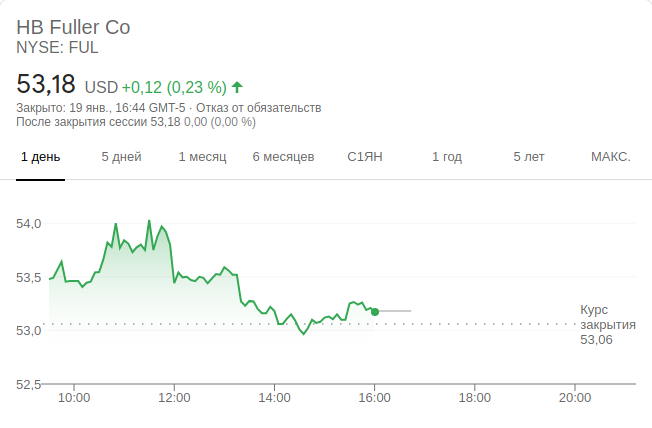 HB Fuller Co
NYSE: FUL
53,18 USD +0,12 (0,23 %)
Закрыто: 19 янв., 16:44 GMT-5 · Отказ от обязательств
После закрытия сессии 53,18 0,00 (0,00 %)
1 день 5 дней 1 месяц 6 месяцев С1ЯН 1 год 5 лет МАКС.
54,0
53,5
53,0
52,5
Курс
закрытия
53,06
10:00 12:00 14:00 16:00 18:00 20:00